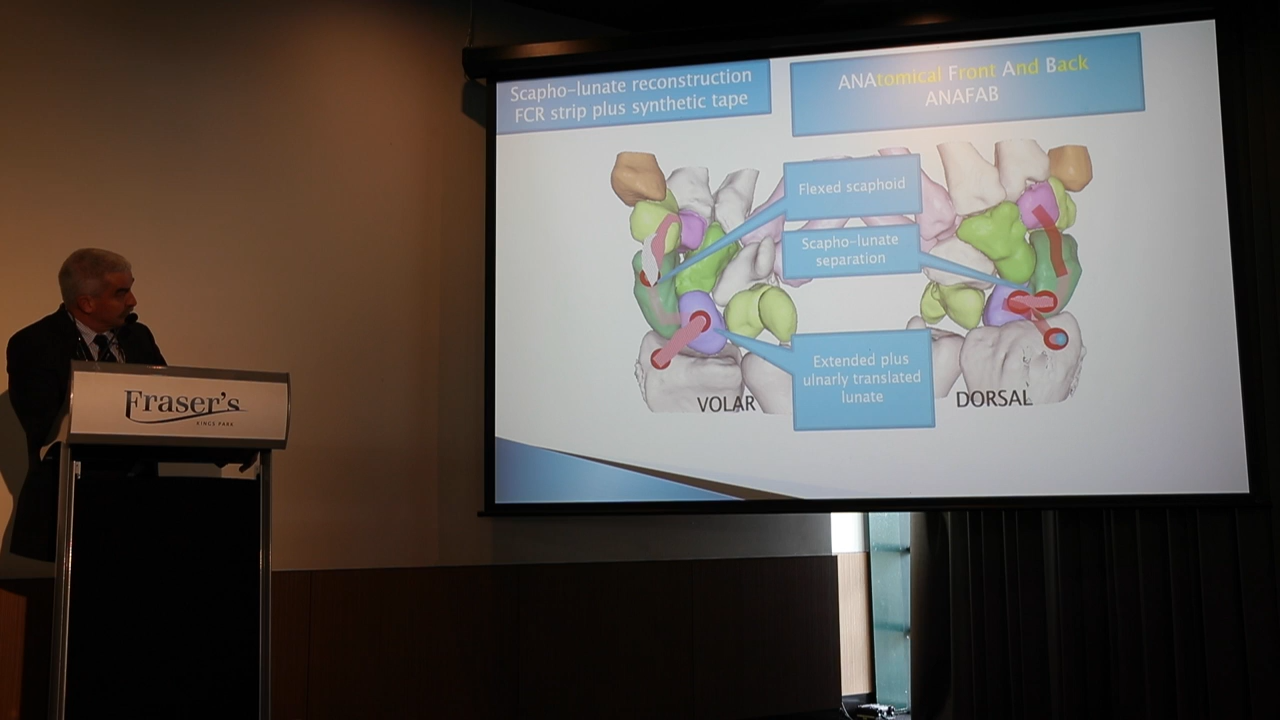 Scapho-lunate reconstruction
FCR strip plus synthetic tape
ANAtomical Front And Back
ANAFAB
Flexed scaphoid
Scapho-lunate
separation
Extended plus
ulnarly translated
lunate
VOLAR
DORSAL
Fraser's
KINGS PARK